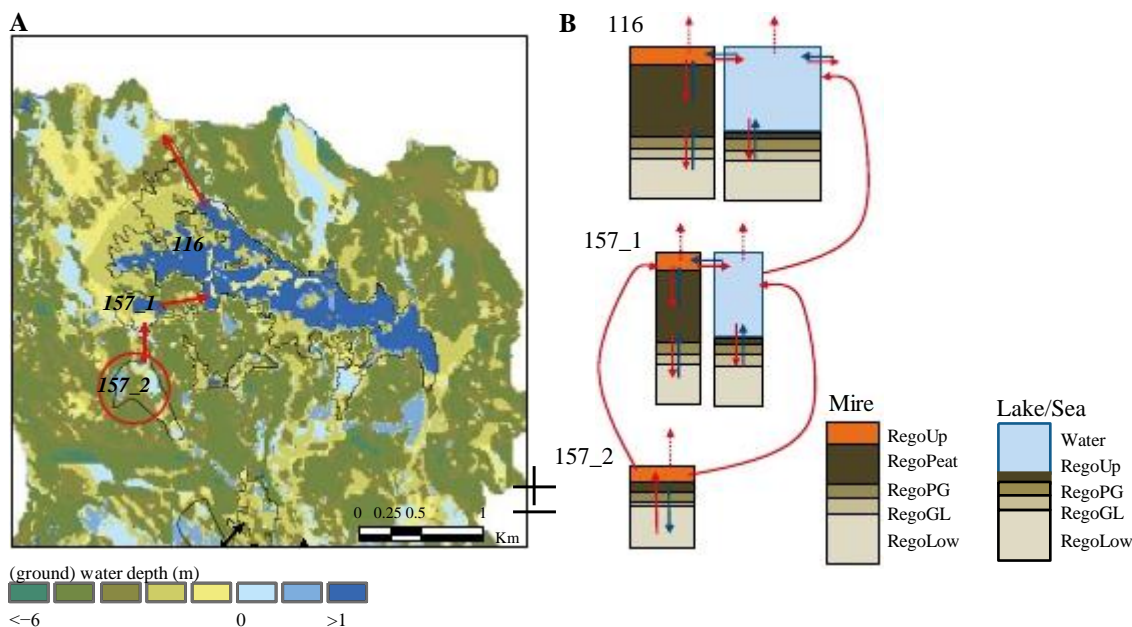 A
116
157_1
157_2
0 0.25 0.5 1
Km
(ground) water depth (m)
<−6 0 >1
B
116
157_1
157_2
Mire
RegoUp
RegoPeat
RegoPG
RegoGL
RegoLow
Lake/Sea
Water
RegoUp
RegoPG
RegoGL
RegoLow